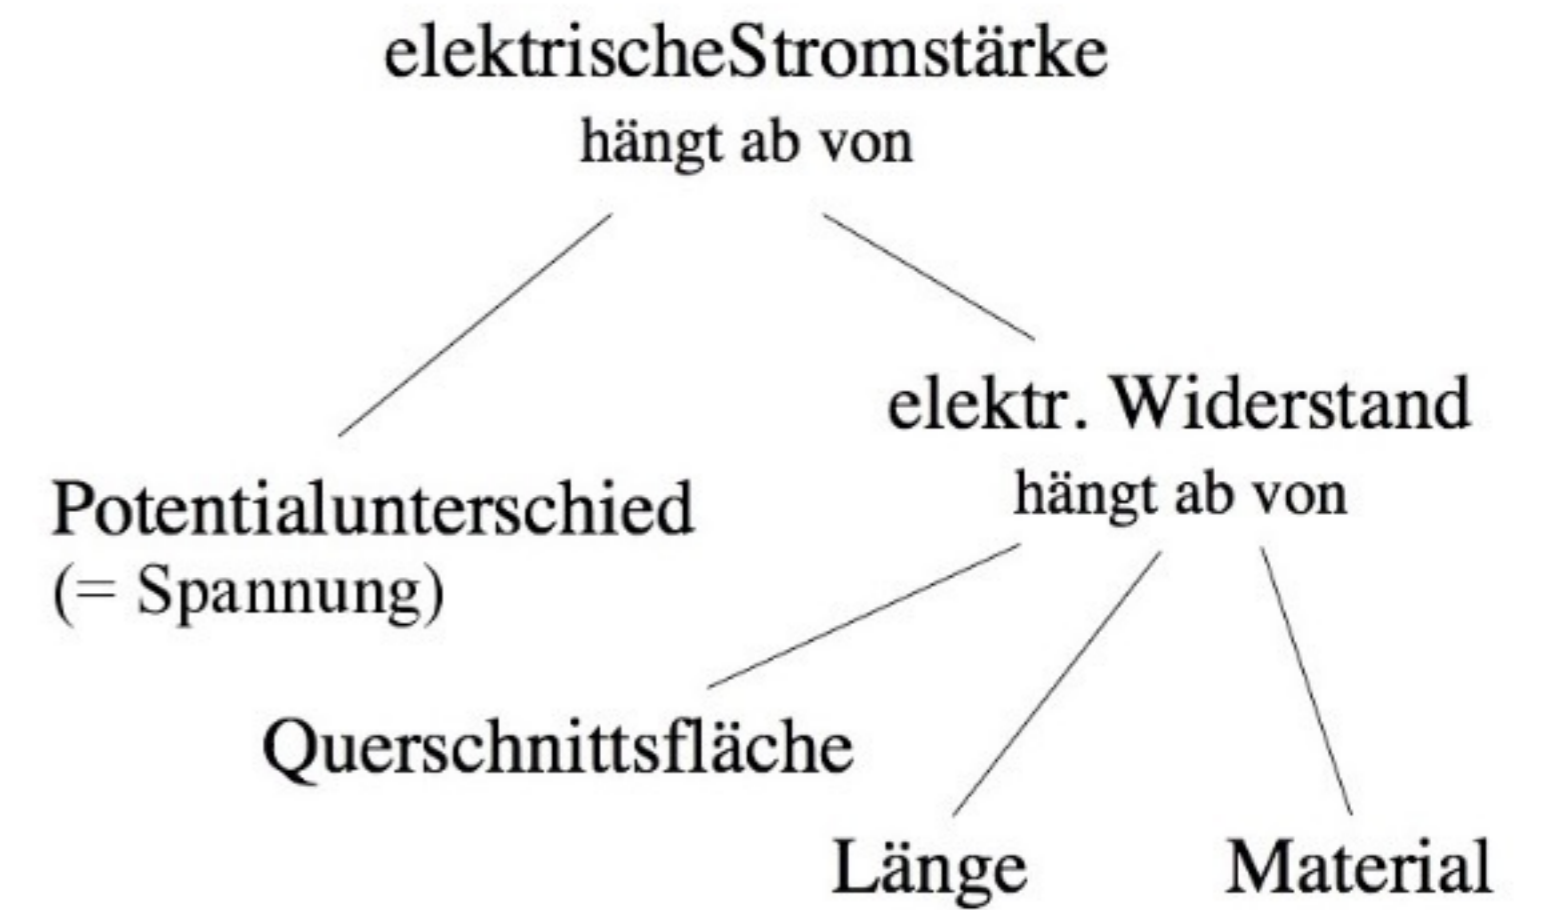 elektrischeStromstärke
hängt ab von
elektr. Widerstand
hängt ab von
Potentialunterschied
(= Spannung)
Querschnittsfläche
Länge
Material